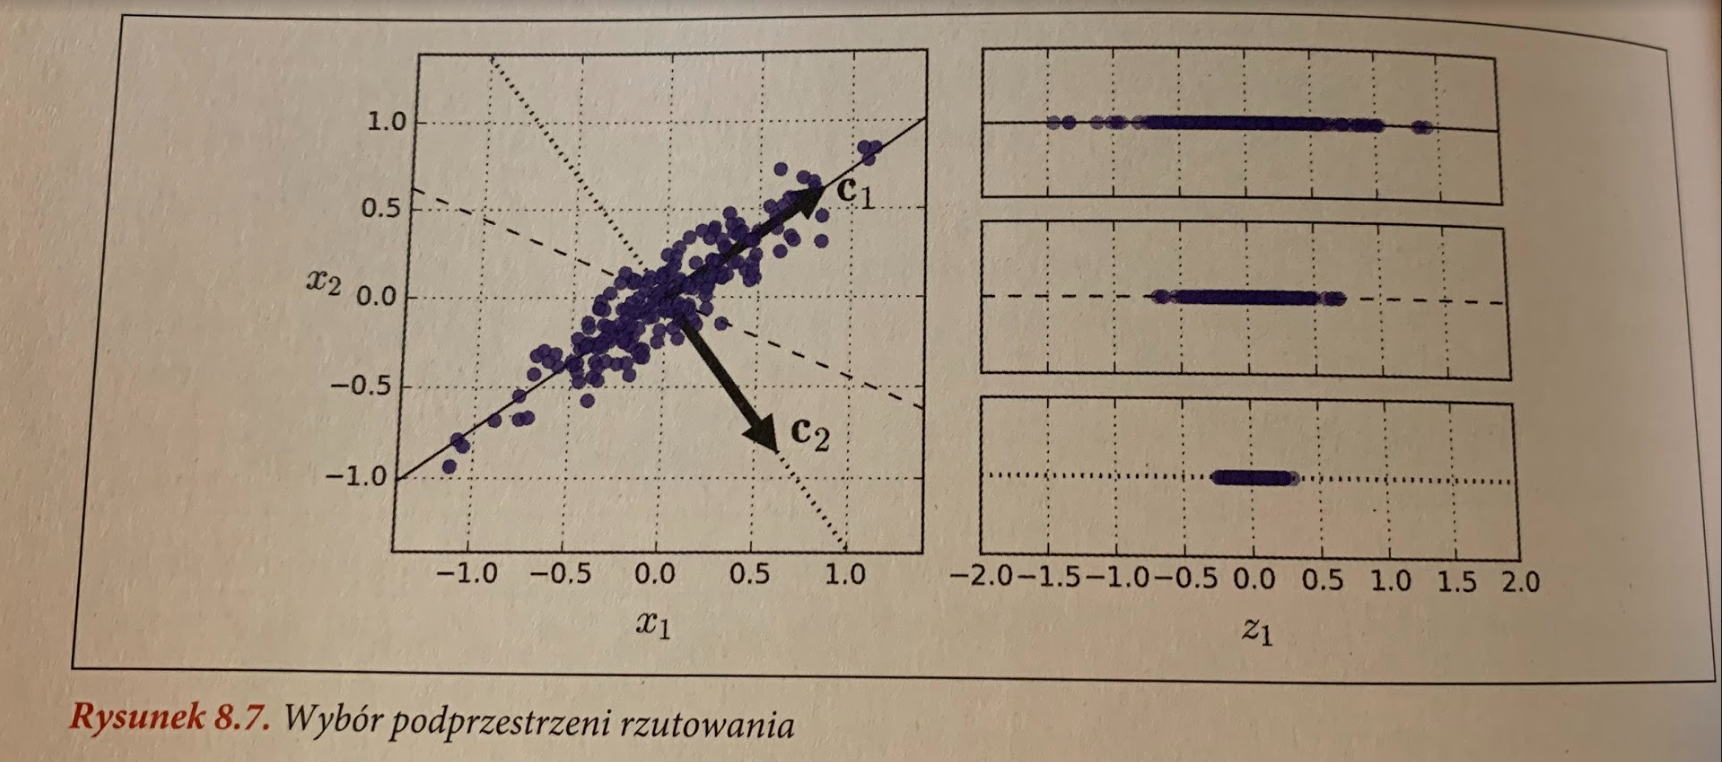 1.0
0.5
0.0
−0.5
−1.0
x₂
c₁
c₂
−1.0 −0.5 0.0 0.5 1.0
x₁
−2.0 −1.5 −1.0 −0.5 0.0 0.5 1.0 1.5 2.0
z₁
Rysunek 8.7. Wybór podprzestrzeni rzutowania